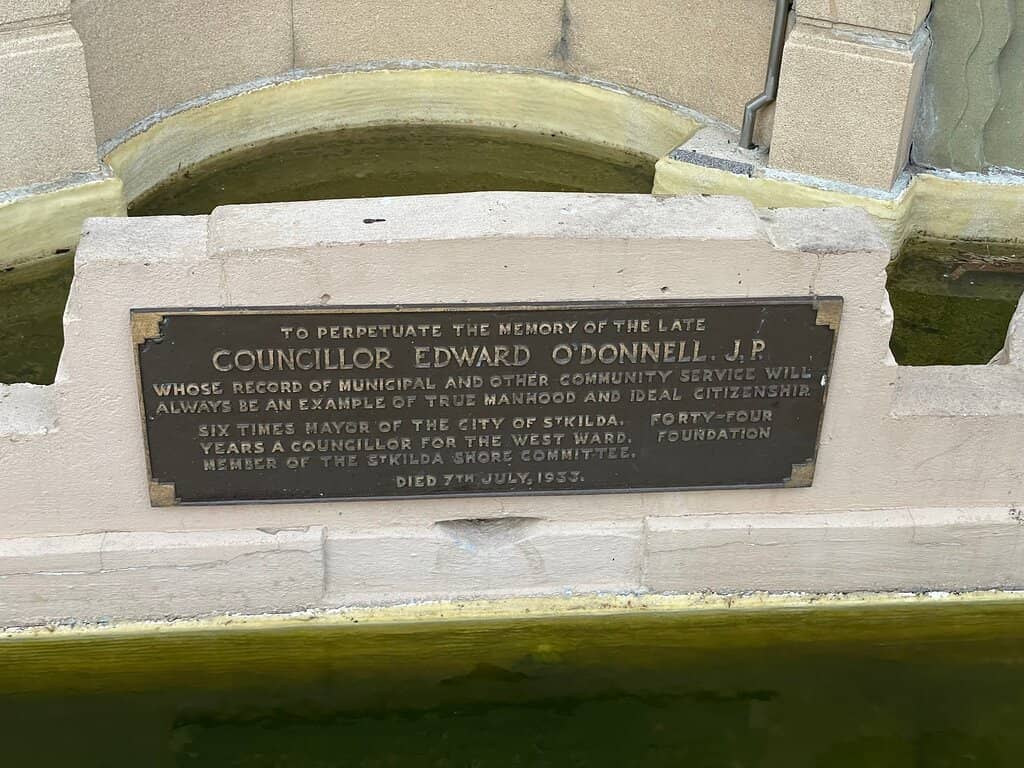 TO PERPETUATE THE MEMORY OF THE LATE
COUNCILLOR EDWARD O'DONNELL. J.P.
WHOSE RECORD OF MUNICIPAL AND OTHER COMMUNITY SERVICE WILL
ALWAYS BE AN EXAMPLE OF TRUE MANHOOD AND IDEAL CITIZENSHIP
SIX TIMES MAYOR OF THE CITY OF ST KILDA. FORTY-FOUR
YEARS A COUNCILLOR FOR THE WEST WARD. FOUNDATION
MEMBER OF THE ST KILDA SHORE COMMITTEE.
DIED 7TH JULY, 1933.